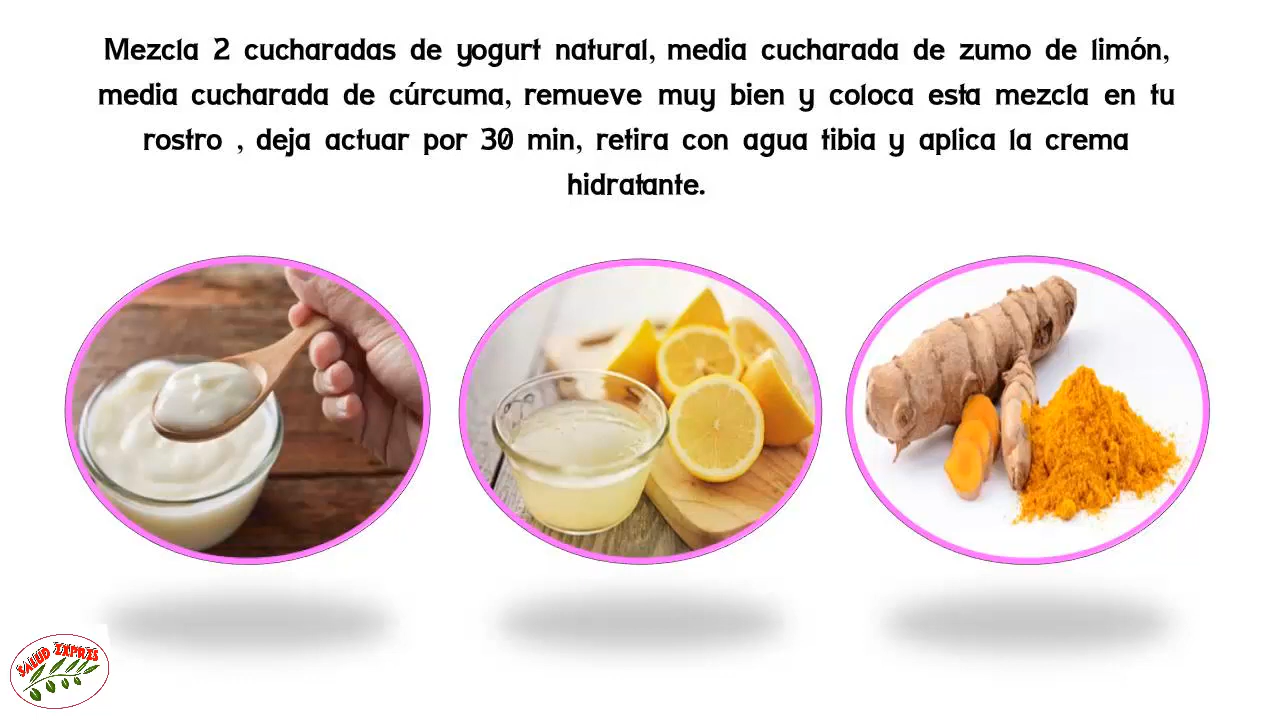 Mezcla 2 cucharadas de yogurt natural, media cucharada de zumo de limón,
media cucharada de cúrcuma, remueve muy bien y coloca esta mezcla en tu
rostro , deja actuar por 30 min, retira con agua tibia y aplica la crema
hidratante.
SALUD EXPRES